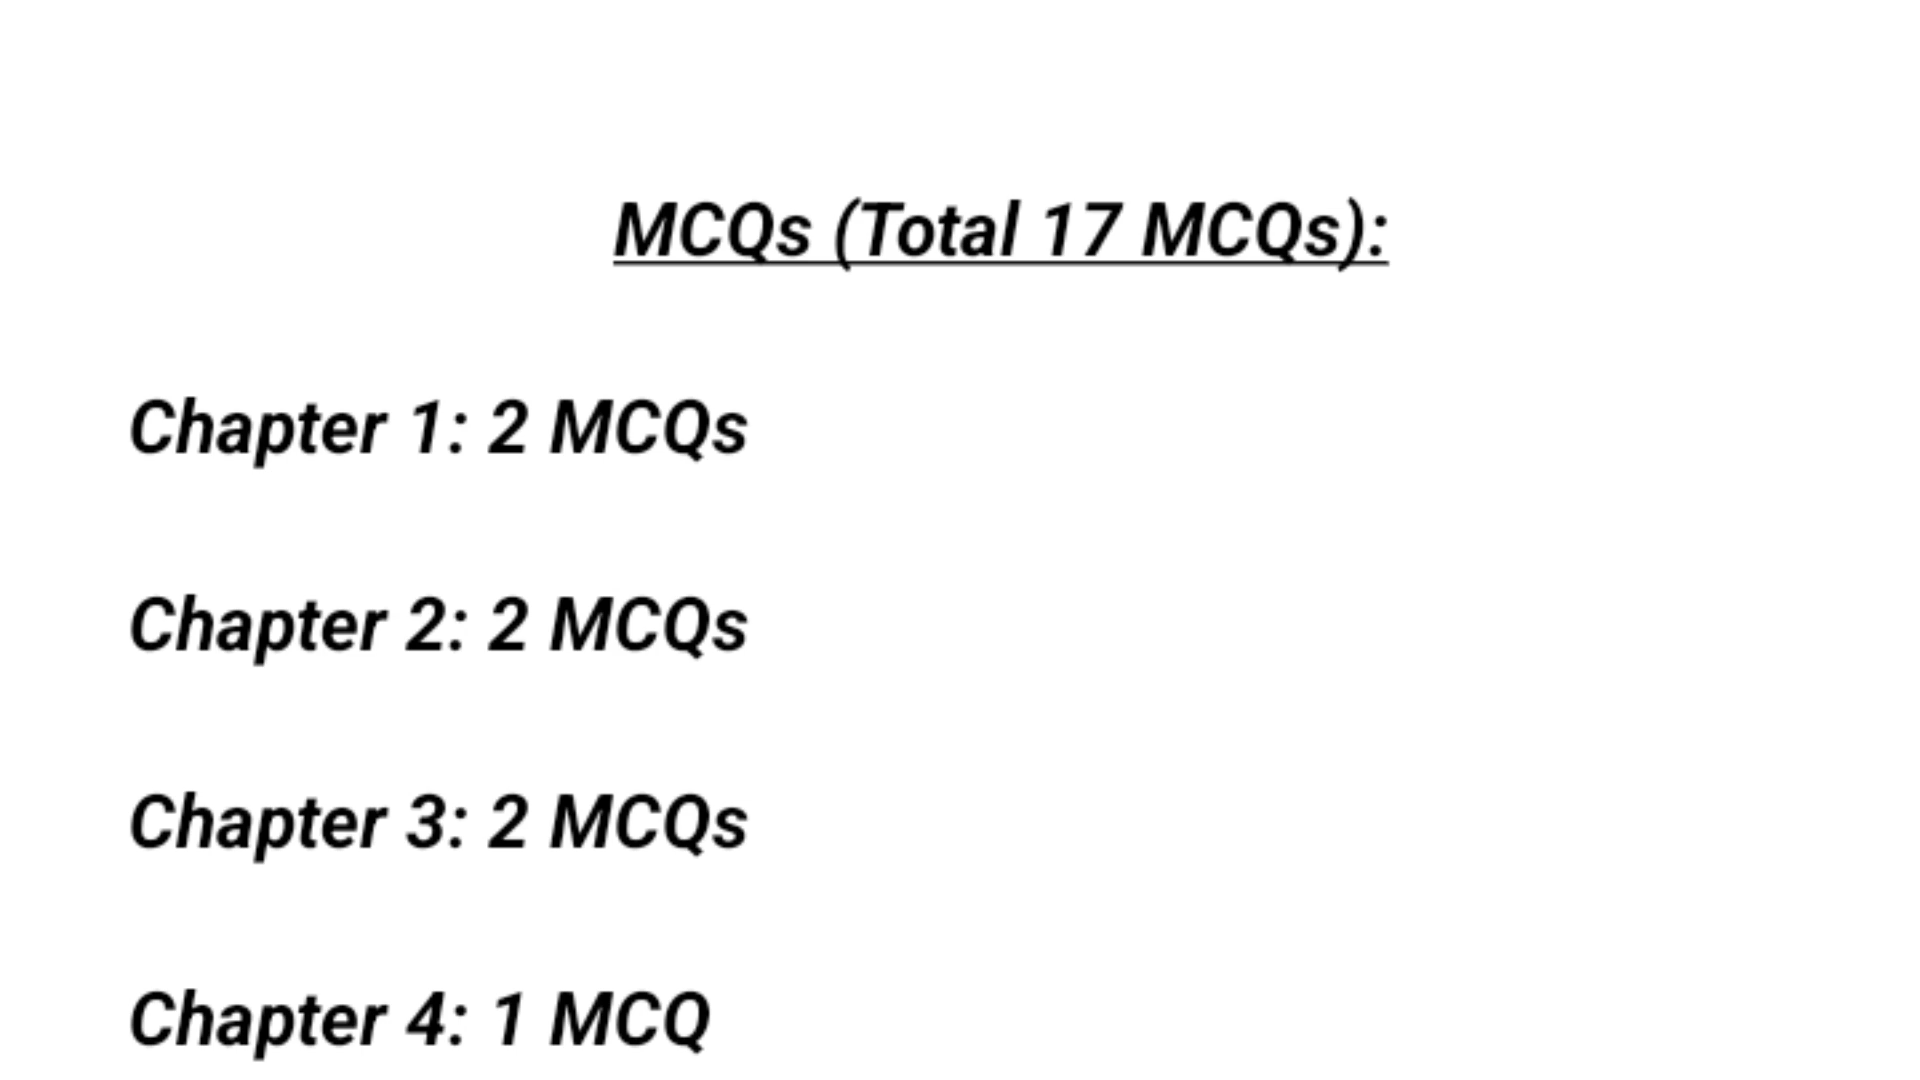 MCQs (Total 17 MCQs):
Chapter 1: 2 MCQs
Chapter 2: 2 MCQs
Chapter 3: 2 MCQs
Chapter 4: 1 MCQ